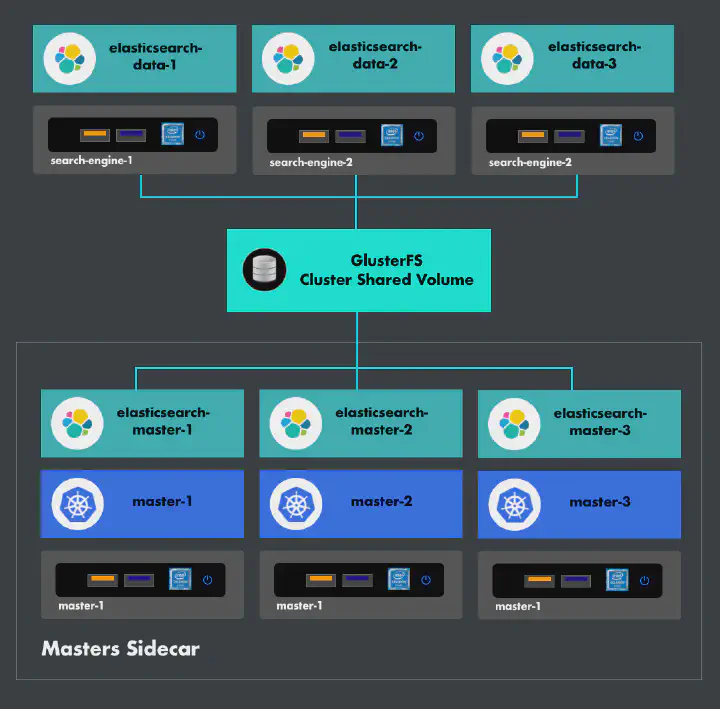 elasticsearch-
data-1
elasticsearch-
data-2
elasticsearch-
data-3
search-engine-1
search-engine-2
search-engine-2
GlusterFS
Cluster Shared Volume
elasticsearch-
master-1
elasticsearch-
master-2
elasticsearch-
master-3
master-1
master-2
master-3
master-1
master-1
master-1
Masters Sidecar